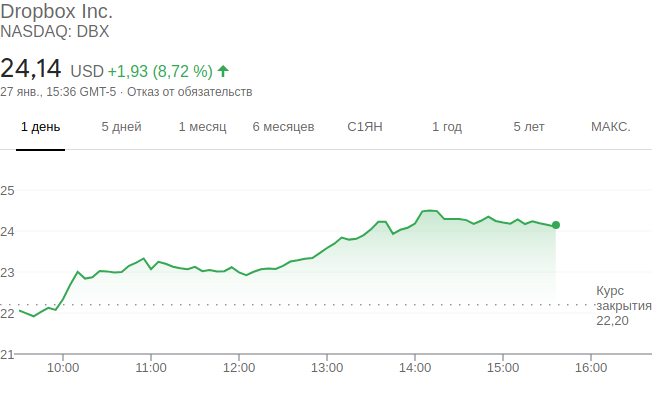 Dropbox Inc.
NASDAQ: DBX
24,14 USD +1,93 (8,72 %)
27 янв., 15:36 GMT-5 · Отказ от обязательств
1 день 5 дней 1 месяц 6 месяцев С1ЯН 1 год 5 лет МАКС.
25
24
23
Курс
закрытия
22,20
22
21
10:00 11:00 12:00 13:00 14:00 15:00 16:00